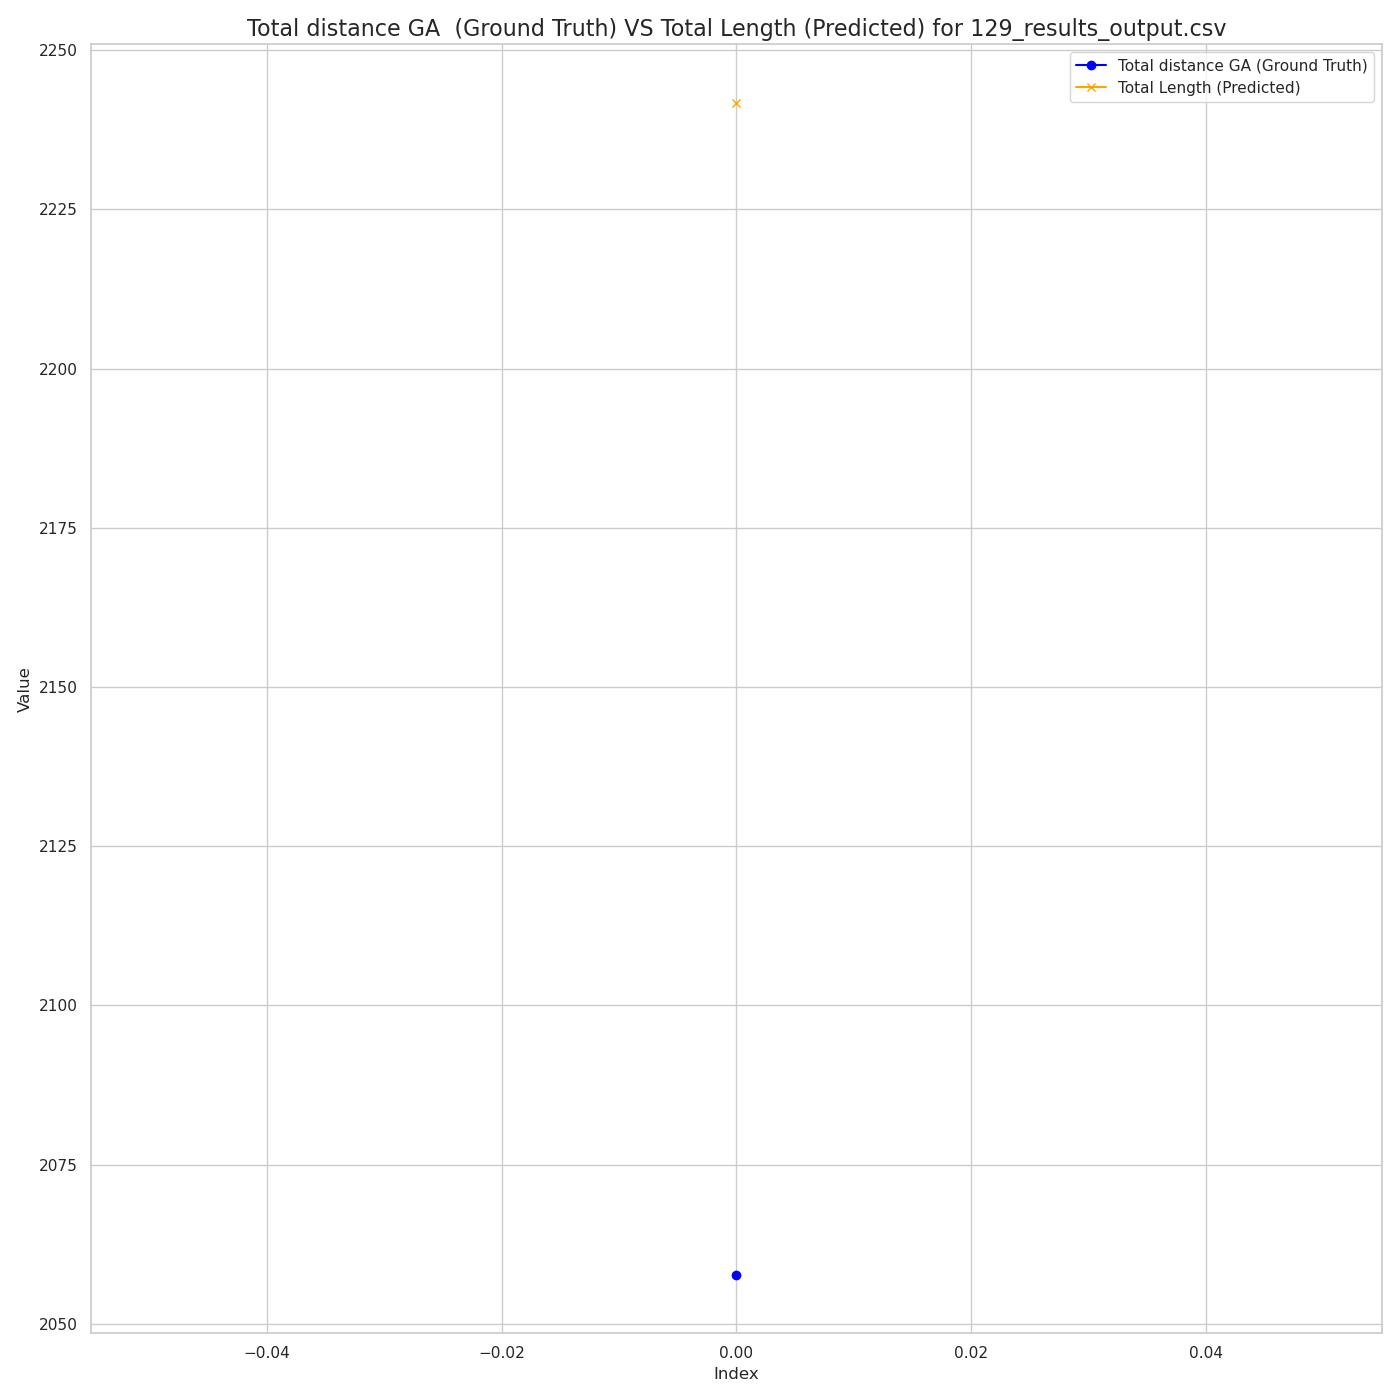 Total distance GA  (Ground Truth) VS Total Length (Predicted) for 129_results_output.csv
Total distance GA (Ground Truth)
Total Length (Predicted)
2250
2225
2200
2175
2150
2125
2100
2075
2050
Value
−0.04
−0.02
0.00
0.02
0.04
Index